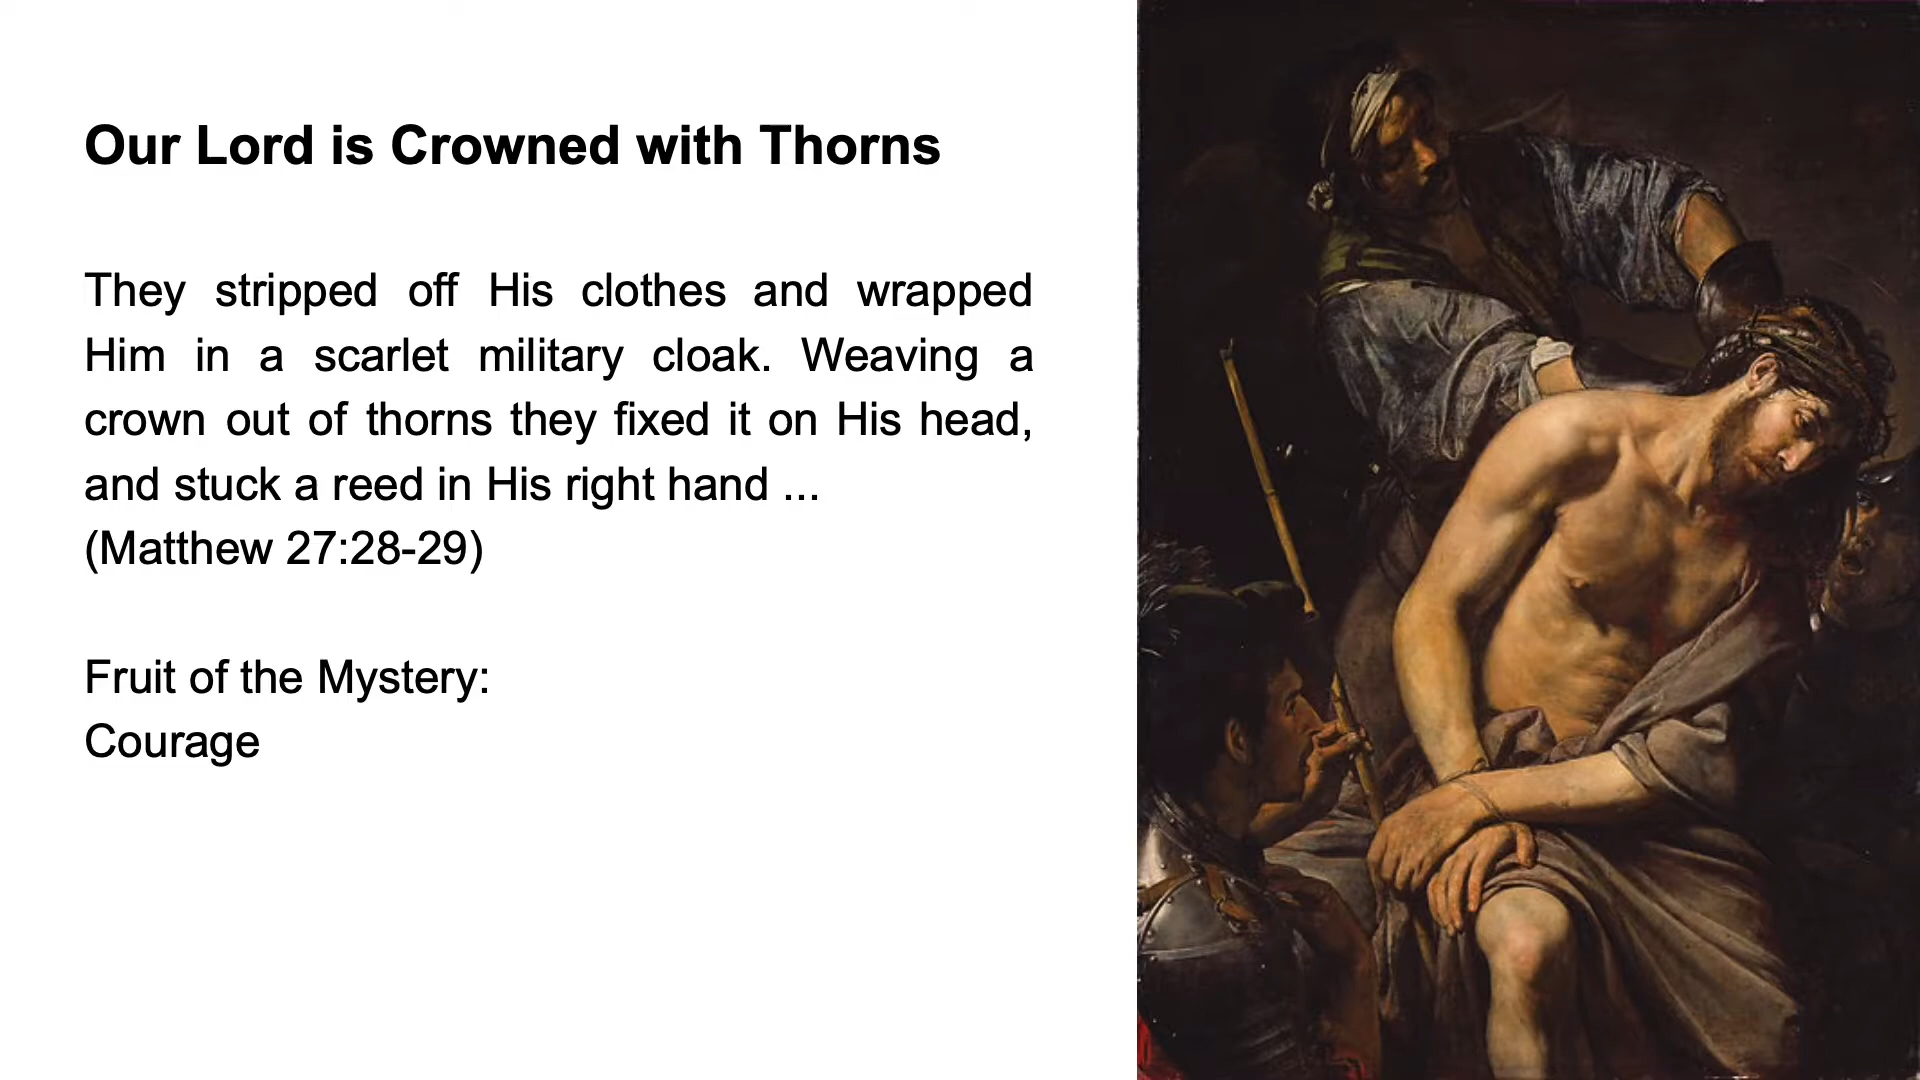 Our Lord is Crowned with Thorns
They stripped off His clothes and wrapped
Him in a scarlet military cloak. Weaving a
crown out of thorns they fixed it on His head,
and stuck a reed in His right hand ...
(Matthew 27:28-29)
Fruit of the Mystery:
Courage